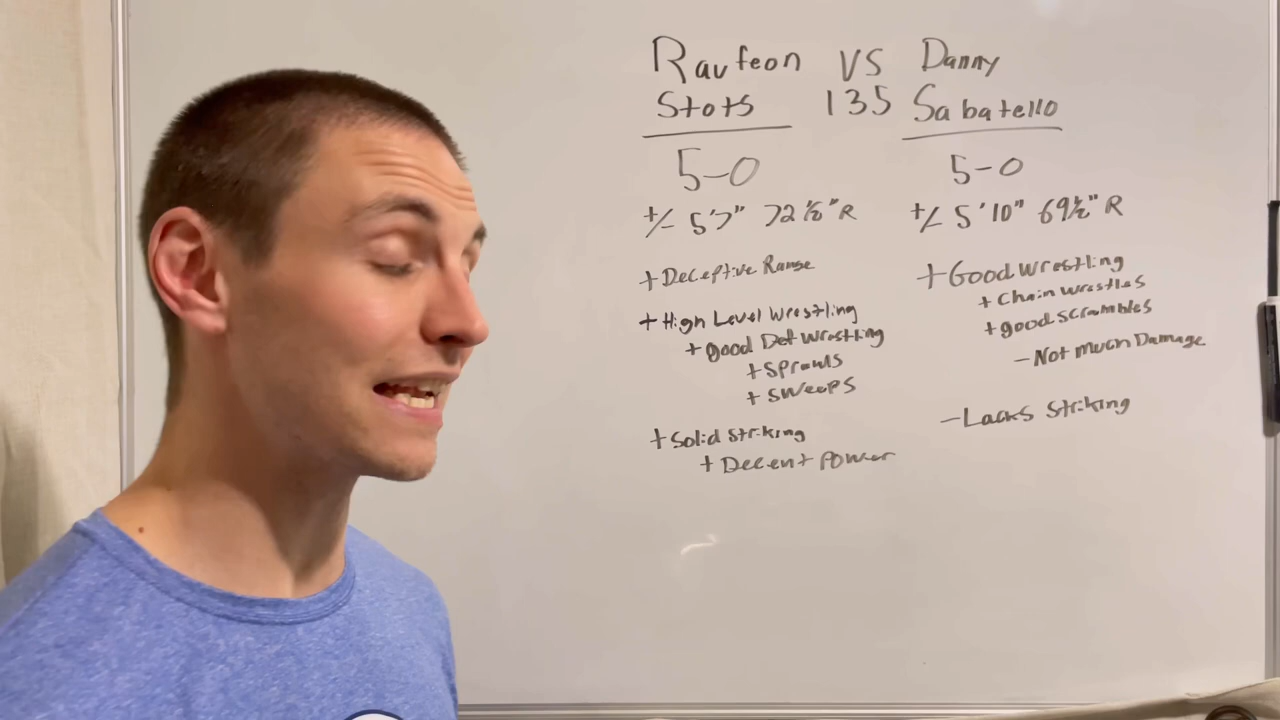 Raufeon VS Danny
Stots 135 Sabatello
5-0
5-0
+/- 5'7" 72 ½" R
+/- 5'10" 69½" R
+ Deceptive Range
+ High Level Wrestling
+ good Def Wrestling
+ Sprawls
+ Sweeps
+ Solid Striking
+ Decent Power
+ Good Wrestling
+ Chain Wrestles
+ good Scrambles
- Not Much Damage
- Lacks Striking